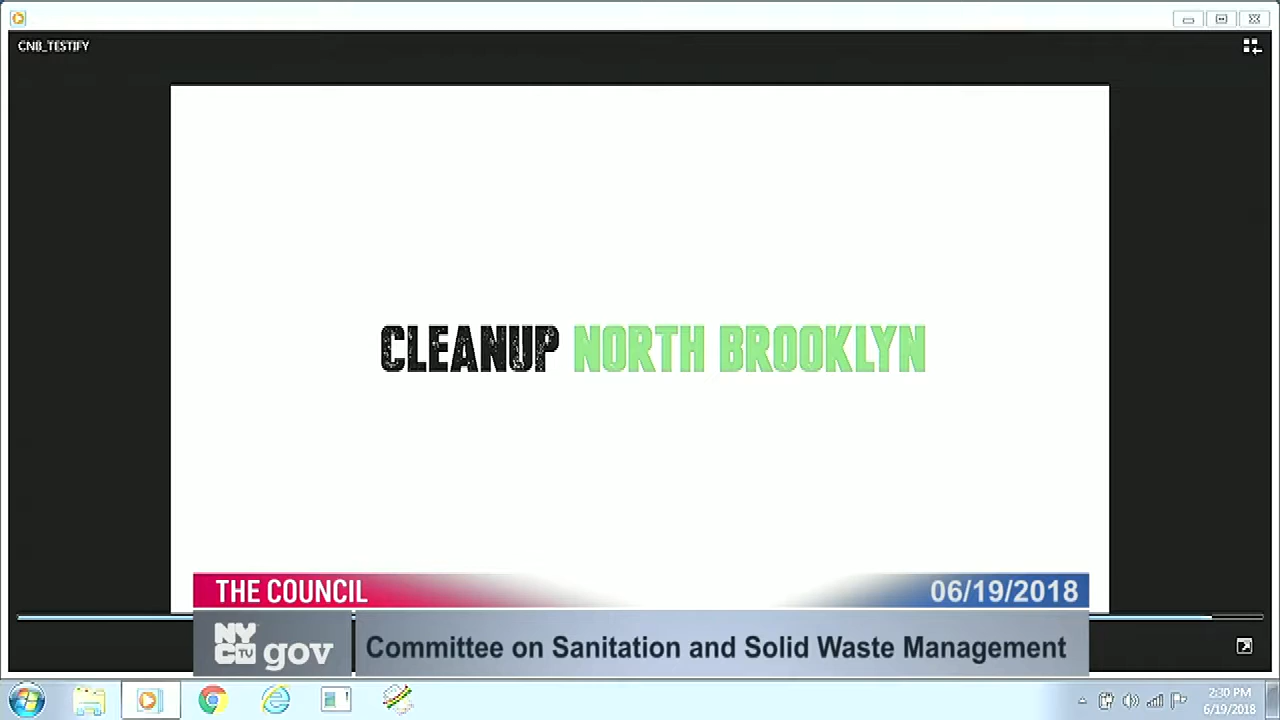 CNB_TESTIFY
CLEANUP NORTH BROOKLYN
THE COUNCIL
06/19/2018
NYC TV gov
Committee on Sanitation and Solid Waste Management
2:30 PM
6/19/2018